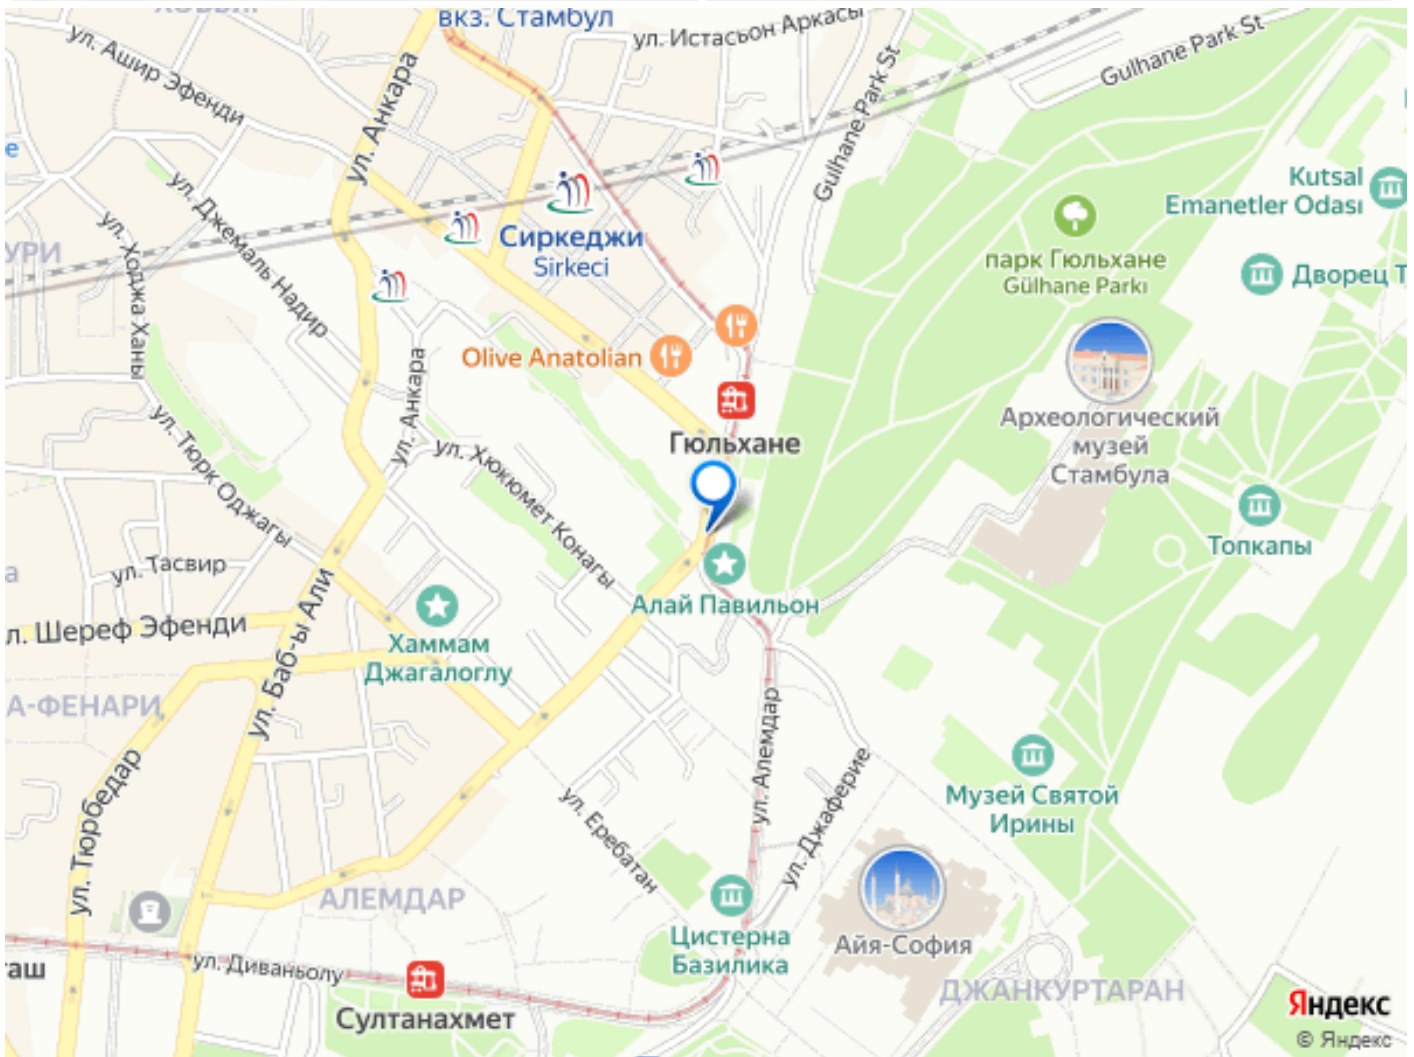 вкз. Стамбул
ул. Истасьон Аркасы
Gulhane Park St
ул. Ашир Эфенди
ул. Анкара
Gulhane Park St
е
Kutsal
Emanetler Odası
ул. Джемаль Надир
ул. Ходжа Ханы
УРИ
Сиркеджи
Sirkeci
парк Гюльхане
Gülhane Parkı
Дворец Т
Olive Anatolian
ул. Анкара
Археологический
музей
Стамбула
Гюльхане
ул. Тюрк Оджагы
ул. Хюкюмет Конагы
Топкапы
ул. Тасвир
а
Алай Павильон
л. Шереф Эфенди
Хаммам
Джагалоглу
ул. Баб-ы Али
А-ФЕНАРИ
ул. Алемдар
ул. Тюрбедар
ул. Джаферие
Музей Святой
Ирины
ул. Еребатан
АЛЕМДАР
Цистерна
Базилика
Айя-София
таш
ул. Диваньолу
ДЖАНКУРТАРАН
Султанахмет
Яндекс
© Яндекс